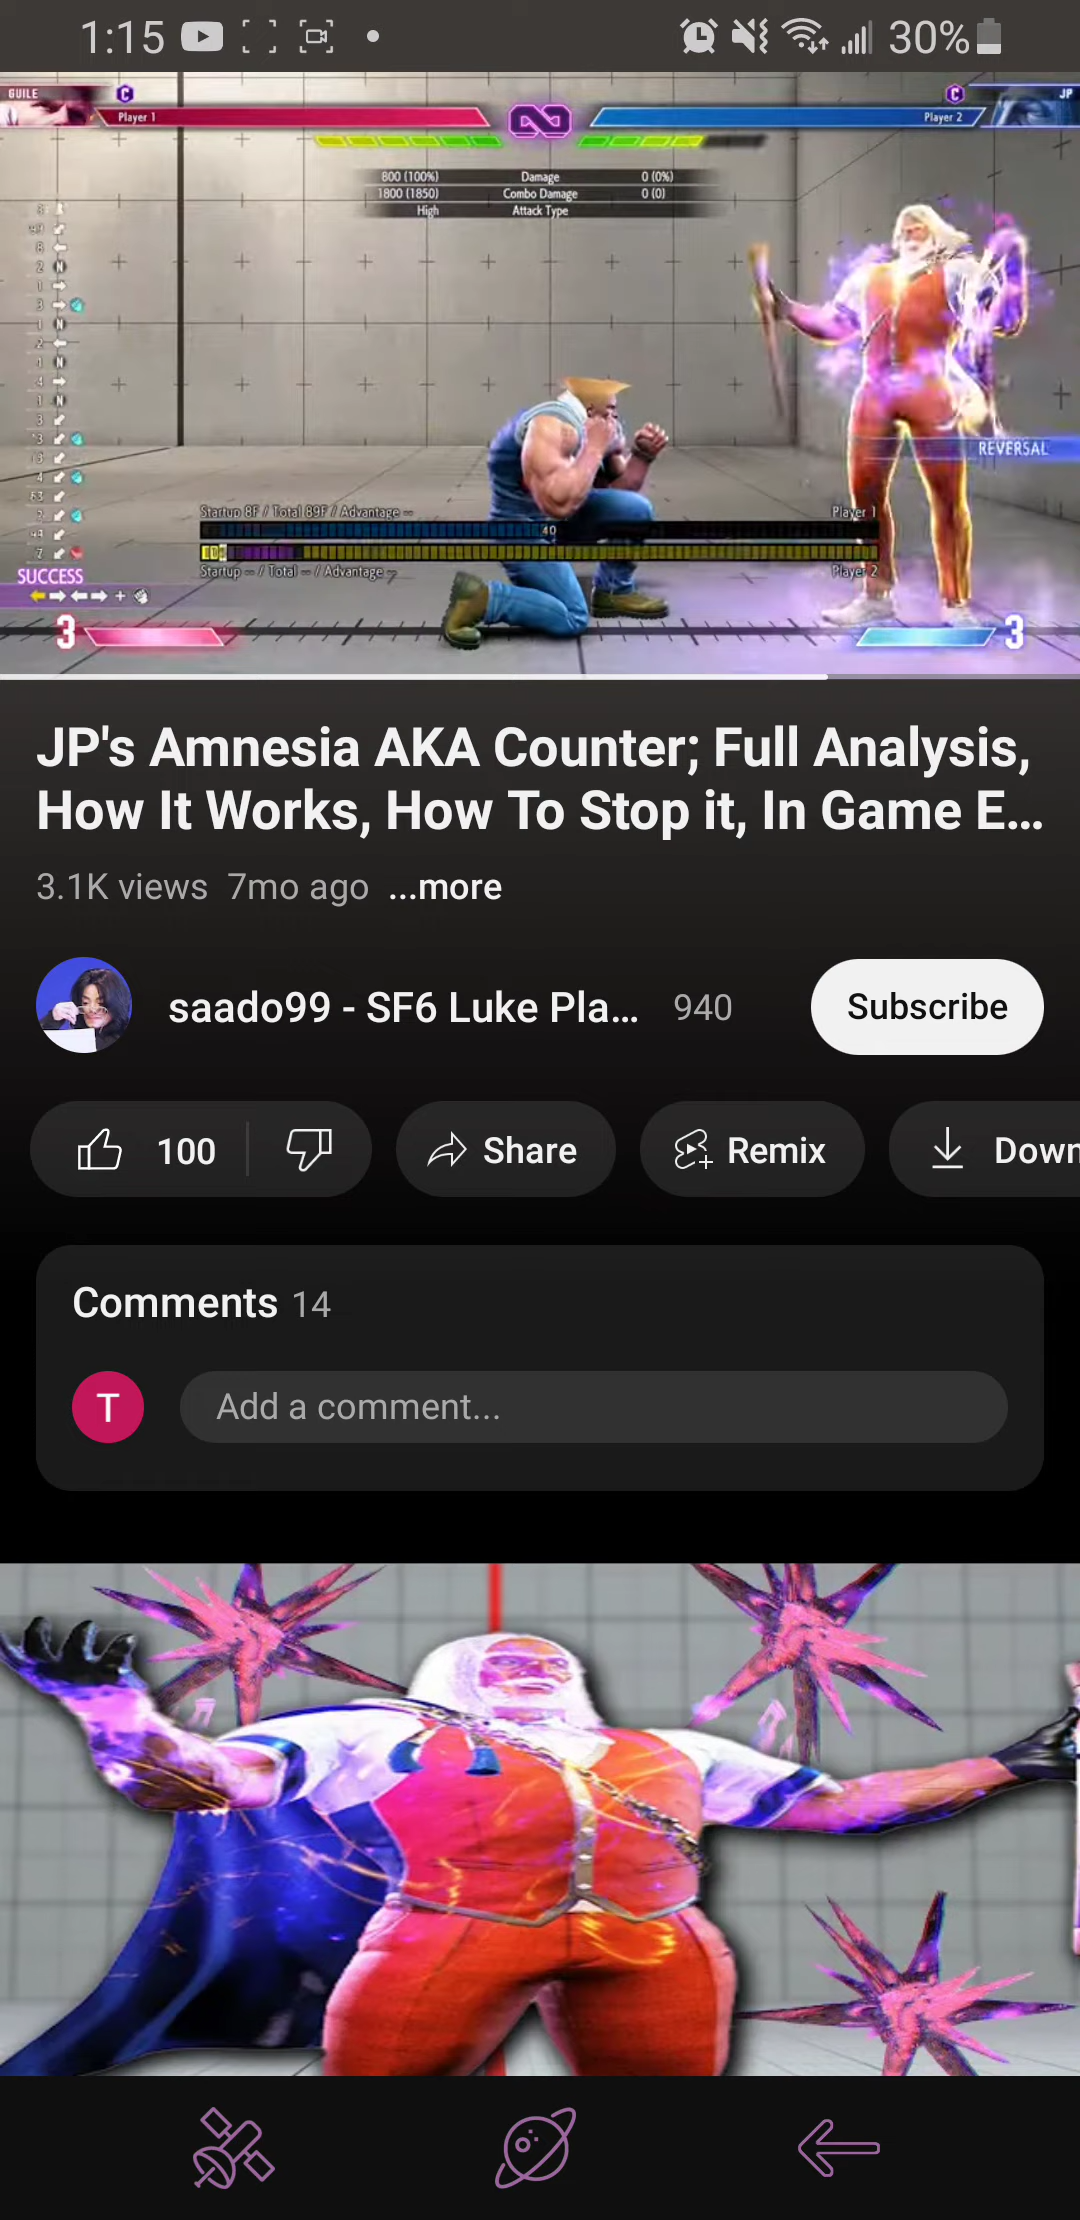 1:15
30%
GUILE
C
C
JP
Player 1
Player 2
800 (100%) Damage 0 (0%)
1800 (1850) Combo Damage 0 (0)
High Attack Type
REVERSAL
Startup 8F / Total 89F / Advantage --
Player 1
40
Startup -- / Total -- / Advantage --
Player 2
SUCCESS
+
3
3
JP's Amnesia AKA Counter; Full Analysis,
How It Works, How To Stop it, In Game E...
3.1K views 7mo ago ...more
saado99 - SF6 Luke Pla... 940
Subscribe
100
Share
Remix
Down
Comments 14
T
Add a comment...